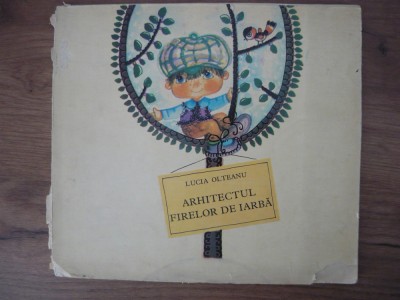 LUCIA OLTEANU
ARHITECTUL
FIRELOR DE IARBĂ